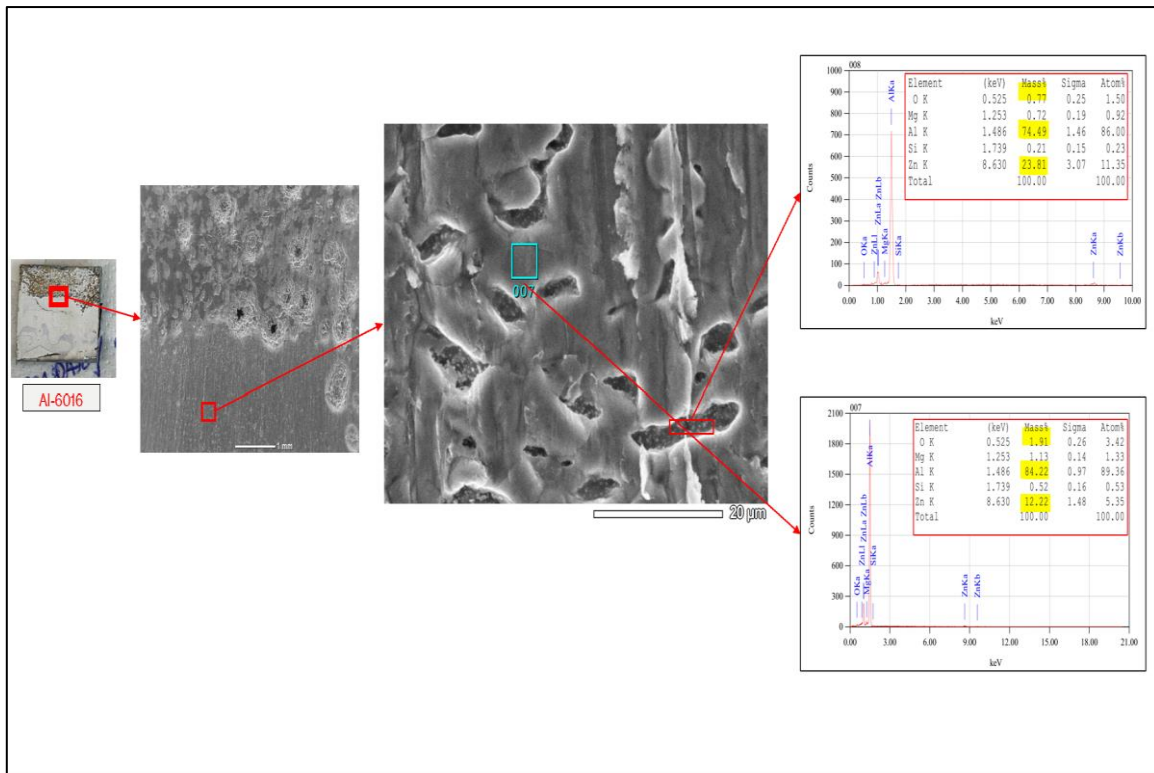 Al-6016
1 mm
007
20 µm
008
Element (keV) Mass% Sigma Atom%
O K 0.525 0.77 0.25 1.50
Mg K 1.253 0.72 0.19 0.92
Al K 1.486 74.49 1.46 86.00
Si K 1.739 0.21 0.15 0.23
Zn K 8.630 23.81 3.07 11.35
Total 100.00 100.00
Counts
1000
900
800
700
600
500
400
300
200
100
0
AlKa
OKa
ZnLl
ZnLa
ZnLb
MgKa
SiKa
ZnKa
ZnKb
0.00 1.00 2.00 3.00 4.00 5.00 6.00 7.00 8.00 9.00 10.00
keV
007
Element (keV) Mass% Sigma Atom%
O K 0.525 1.91 0.26 3.42
Mg K 1.253 1.13 0.14 1.33
Al K 1.486 84.22 0.97 89.36
Si K 1.739 0.52 0.16 0.53
Zn K 8.630 12.22 1.48 5.35
Total 100.00 100.00
Counts
2100
1800
1500
1200
900
600
300
0
AlKa
OKa
ZnLl
ZnLa
ZnLb
MgKa
SiKa
ZnKa
ZnKb
0.00 3.00 6.00 9.00 12.00 15.00 18.00 21.00
keV